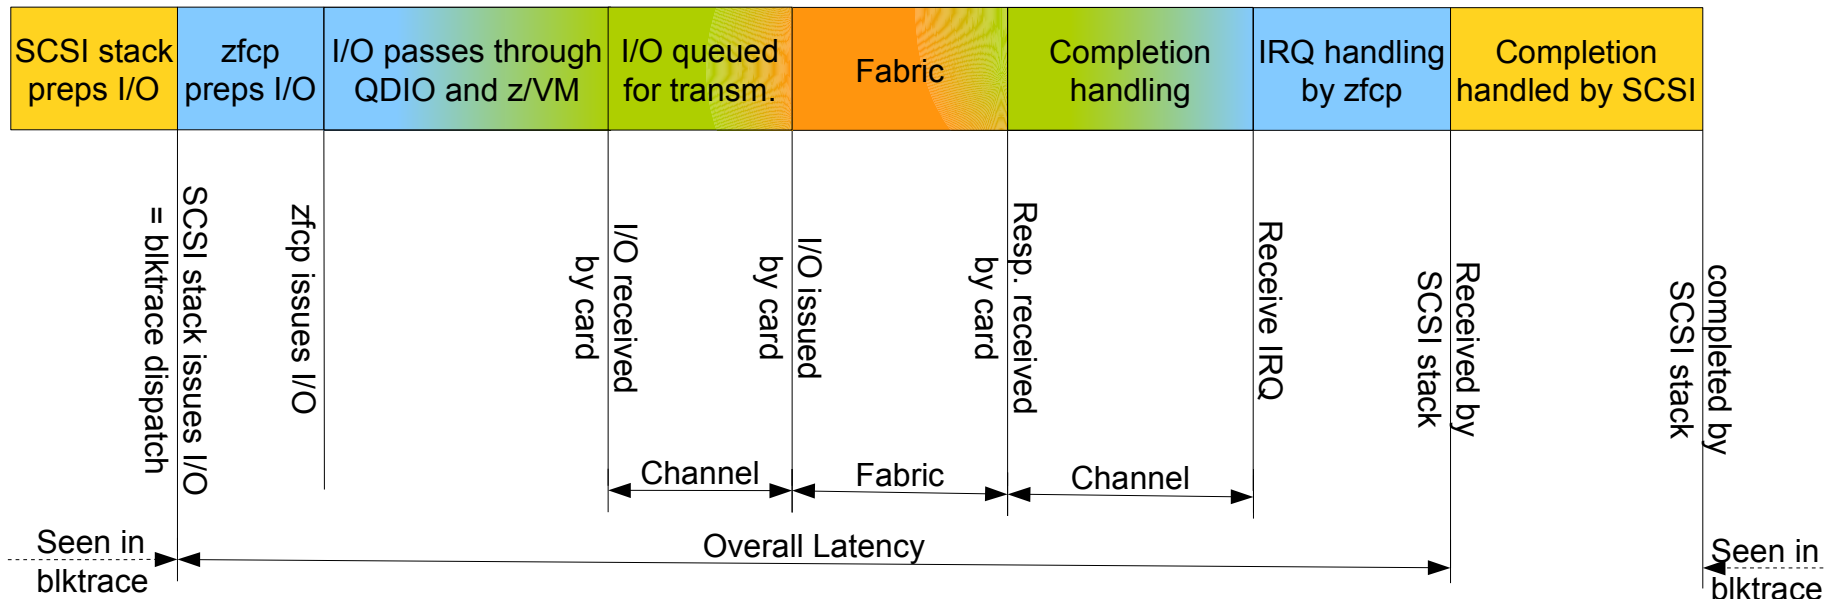 SCSI stack
preps I/O
zfcp
preps I/O
I/O passes through
QDIO and z/VM
I/O queued
for transm.
Fabric
Completion
handling
IRQ handling
by zfcp
Completion
handled by SCSI
SCSI stack issues I/O
= blktrace dispatch
zfcp issues I/O
I/O received
by card
I/O issued
by card
Resp. received
by card
Receive IRQ
Received by
SCSI stack
completed by
SCSI stack
Channel
Fabric
Channel
Seen in
blktrace
Overall Latency
Seen in
blktrace